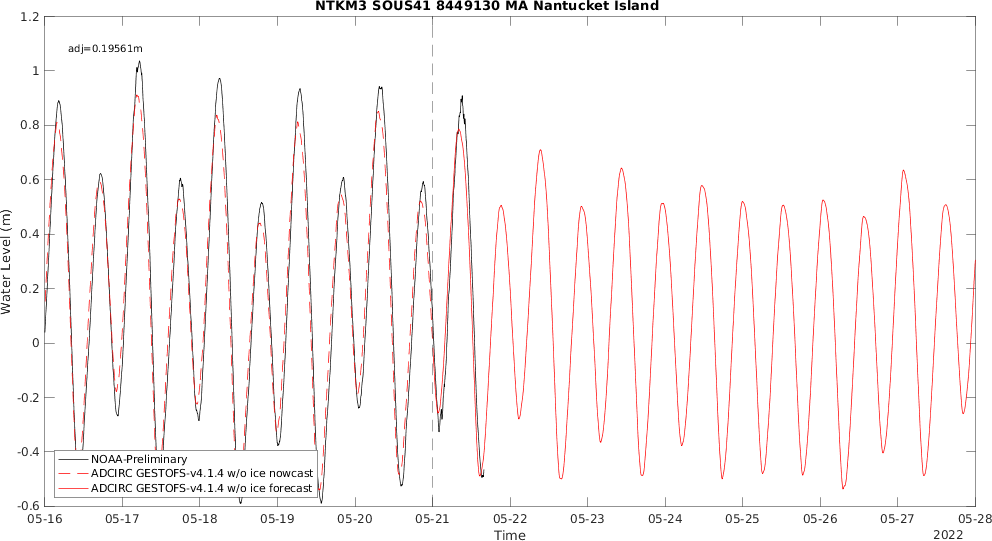 NTKM3 SOUS41 8449130 MA Nantucket Island
1.2
adj=0.19561m
1
0.8
0.6
0.4
0.2
0
-0.2
-0.4
-0.6
Water Level (m)
NOAA-Preliminary
ADCIRC GESTOFS-v4.1.4 w/o ice nowcast
ADCIRC GESTOFS-v4.1.4 w/o ice forecast
05-16 05-17 05-18 05-19 05-20 05-21 05-22 05-23 05-24 05-25 05-26 05-27 05-28
Time
2022